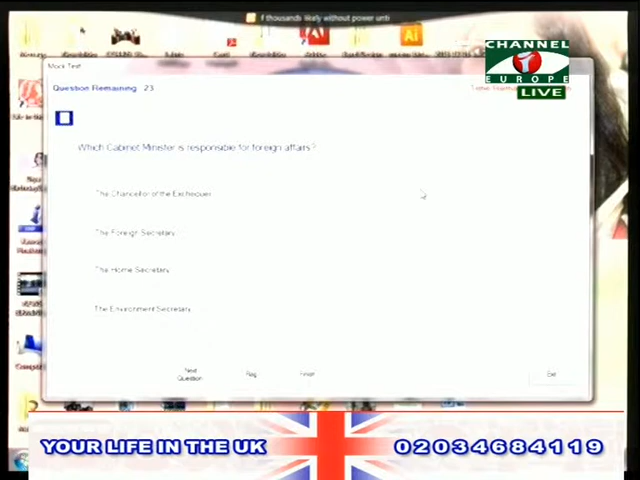 f thousands likely without power until
CHANNEL
1
EUROPE
LIVE
Mock Test
Question Remaining 23
Which Cabinet Minister is responsible for foreign affairs?
The Chancellor of the Exchequer
The Foreign Secretary
The Home Secretary
The Environment Secretary
Next
Question
Flag
Finish
Exit
YOUR LIFE IN THE UK
02034684119